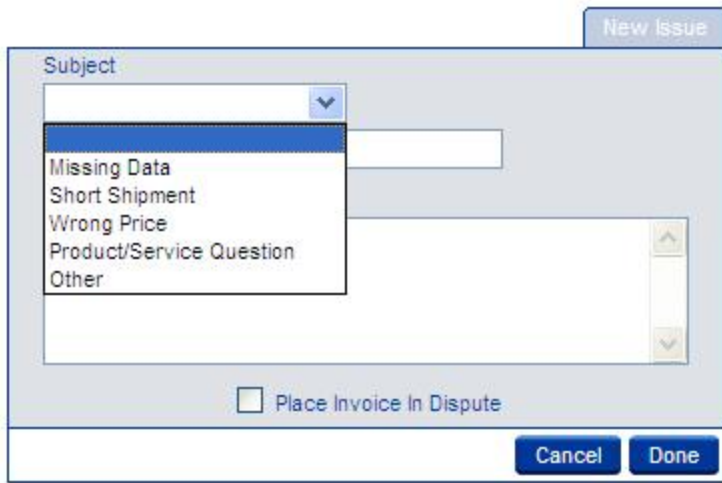 New Issue
Subject
Missing Data
Short Shipment
Wrong Price
Product/Service Question
Other
Place Invoice In Dispute
Cancel Done